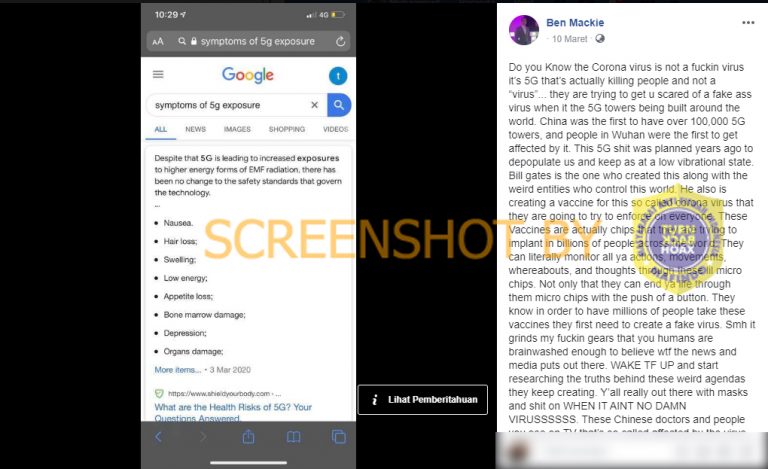 10:29
4G
AA
symptoms of 5g exposure
Google
t
symptoms of 5g exposure
ALL NEWS IMAGES SHOPPING VIDEOS
Despite that 5G is leading to increased exposures
to higher energy forms of EMF radiation, there
has been no change to the safety standards that govern
the technology.
...
• Nausea.
• Hair loss;
• Swelling;
• Low energy;
• Appetite loss;
• Bone marrow damage;
• Depression;
• Organs damage;
More items... • 3 Mar 2020
https://www.shieldyourbody.com › ...
What are the Health Risks of 5G? Your
Questions Answered.
i Lihat Pemberitahuan
SCREENSHOT BY
TURN BACK HOAX
Ben Mackie
10 Maret ·
Do you Know the Corona virus is not a fuckin virus
it's 5G that's actually killing people and not a
"virus"... they are trying to get u scared of a fake ass
virus when it the 5G towers being built around the
world. China was the first to have over 100,000 5G
towers, and people in Wuhan were the first to get
affected by it. This 5G shit was planned years ago to
depopulate us and keep as at a low vibrational state.
Bill gates is the one who created this along with the
weird entities who control this world. He also is
creating a vaccine for this so called corona virus that
they are going to try to enforce on everyone. These
Vaccines are actually chips that
implant billions of people across the world. They
can literally monitor all ya actions, movements,
whereabouts, and thoughts through these micro
chips. Not only that they can end ya life through
them micro chips with the push of a button. They
know in order to have millions of people take these
vaccines they first need to create a fake virus. Smh it
grinds my fuckin gears that you humans are
brainwashed enough to believe wtf the news and
media puts out there. WAKE TF UP and start
researching the truths behind these weird agendas
they keep creating. Y'all really out there with masks
and shit on WHEN IT AINT NO DAMN
VIRUSSSSSS. These Chinese doctors and people
you see on TV that's so called affected by the virus